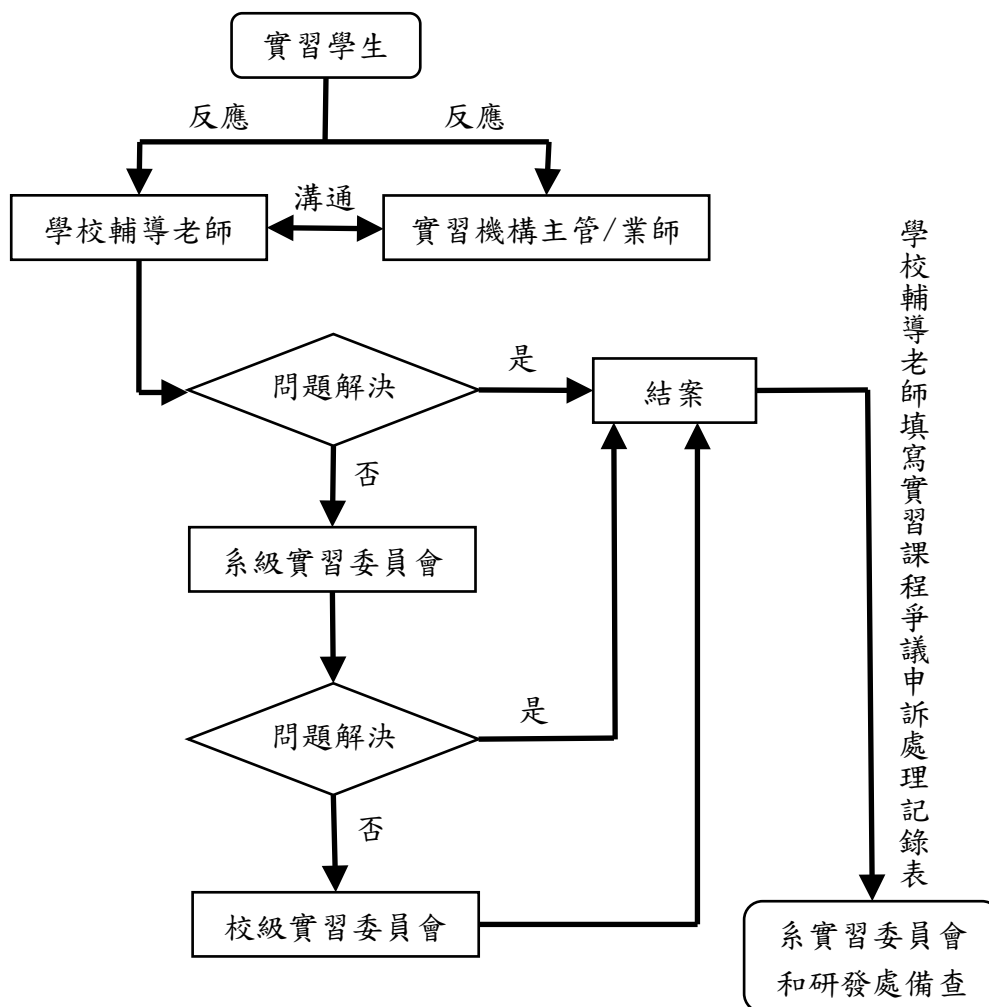 實習學生
反應
反應
學校輔導老師
溝通
實習機構主管/業師
問題解決
是
結案
否
系級實習委員會
問題解決
是
否
校級實習委員會
學校輔導老師填寫實習課程爭議申訴處理記錄表
系實習委員會
和研發處備查